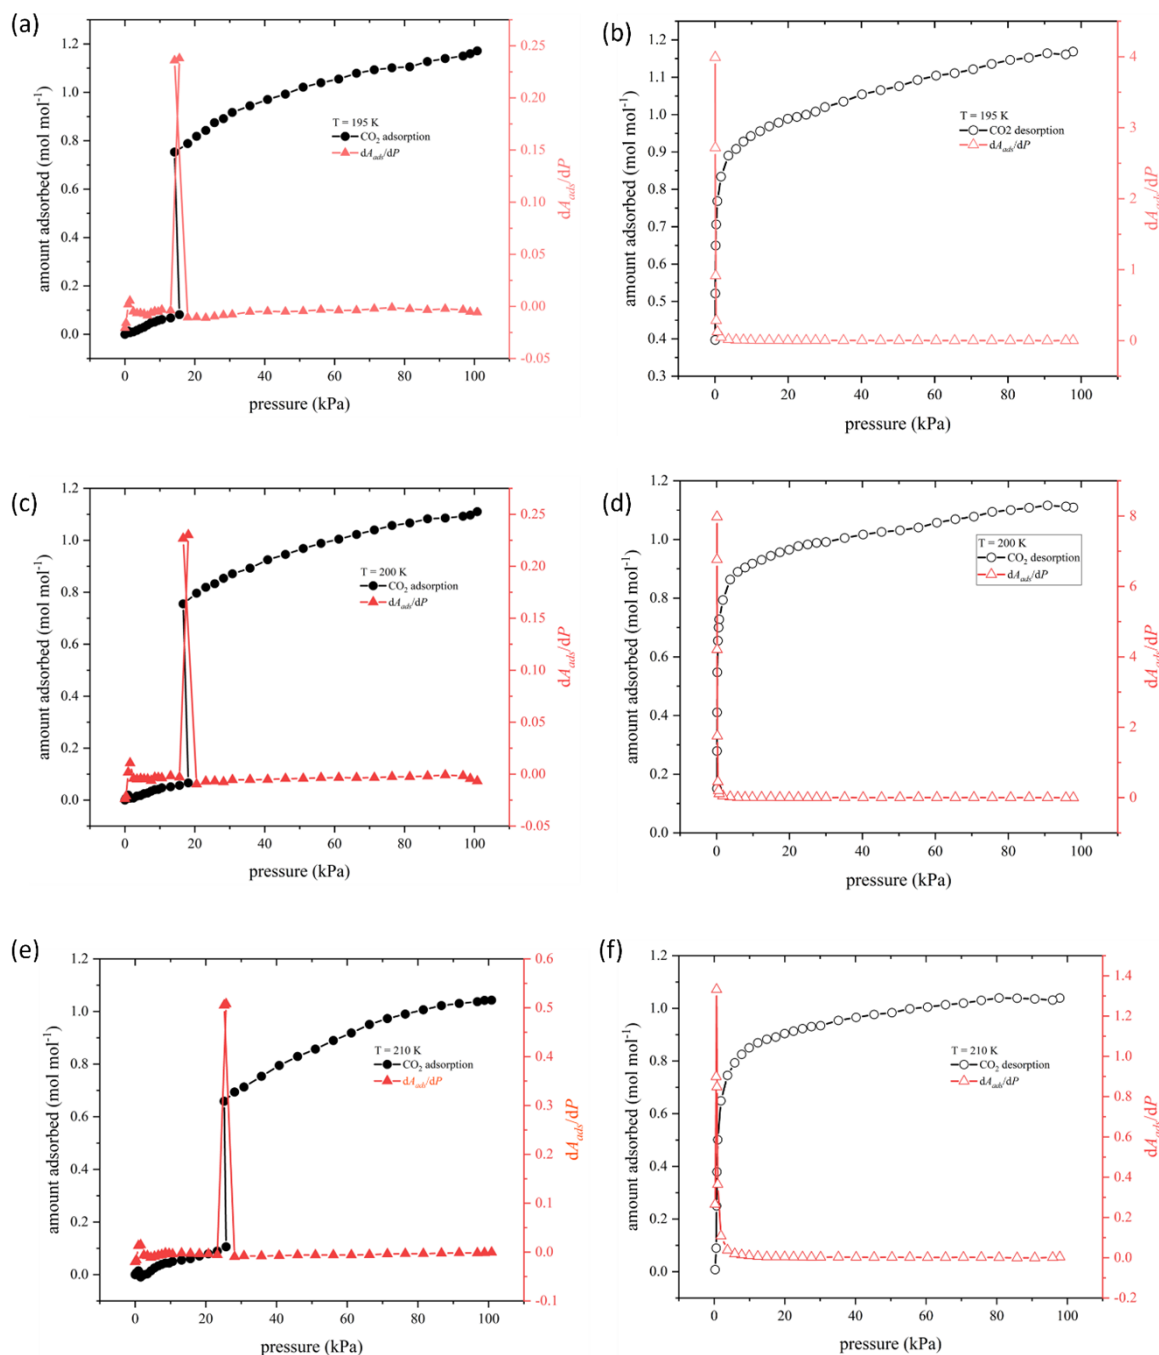 (a)
1.2
1.0
0.8
0.6
0.4
0.2
0.0
amount adsorbed (mol mol⁻¹)
T = 195 K
CO₂ adsorption
dA_ads/dP
0.25
0.20
0.15
0.10
0.05
0.00
-0.05
dA_ads/dP
0 20 40 60 80 100
pressure (kPa)
(b)
1.2
1.1
1.0
0.9
0.8
0.7
0.6
0.5
0.4
0.3
amount adsorbed (mol mol⁻¹)
T = 195 K
CO2 desorption
dA_ads/dP
4
3
2
1
0
dA_ads/dP
0 20 40 60 80 100
pressure (kPa)
(c)
1.2
1.0
0.8
0.6
0.4
0.2
0.0
amount adsorbed (mol mol⁻¹)
T = 200 K
CO₂ adsorption
dA_ads/dP
0.25
0.20
0.15
0.10
0.05
0.00
-0.05
dA_ads/dP
0 20 40 60 80 100
pressure (kPa)
(d)
1.2
1.0
0.8
0.6
0.4
0.2
0.0
amount adsorbed (mol mol⁻¹)
T = 200 K
CO₂ desorption
dA_ads/dP
8
6
4
2
0
dA_ads/dP
0 20 40 60 80 100
pressure (kPa)
(e)
1.2
1.0
0.8
0.6
0.4
0.2
0.0
amount adsorbed (mol mol⁻¹)
T = 210 K
CO₂ adsorption
dA_ads/dP
0.6
0.5
0.4
0.3
0.2
0.1
0.0
-0.1
dA_ads/dP
0 20 40 60 80 100
pressure (kPa)
(f)
1.2
1.0
0.8
0.6
0.4
0.2
0.0
amount adsorbed (mol mol⁻¹)
T = 210 K
CO₂ desorption
dA_ads/dP
1.4
1.2
1.0
0.8
0.6
0.4
0.2
0.0
-0.2
dA_ads/dP
0 20 40 60 80 100
pressure (kPa)